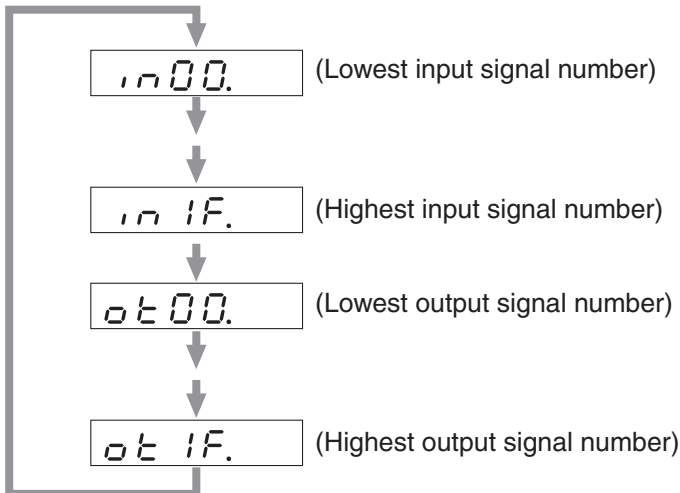 in00. (Lowest input signal number)
in1F. (Highest input signal number)
ot00. (Lowest output signal number)
ot1F. (Highest output signal number)